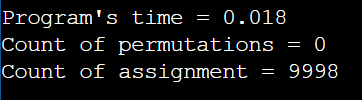 Program's time = 0.018
Count of permutations = 0
Count of assignment = 9998